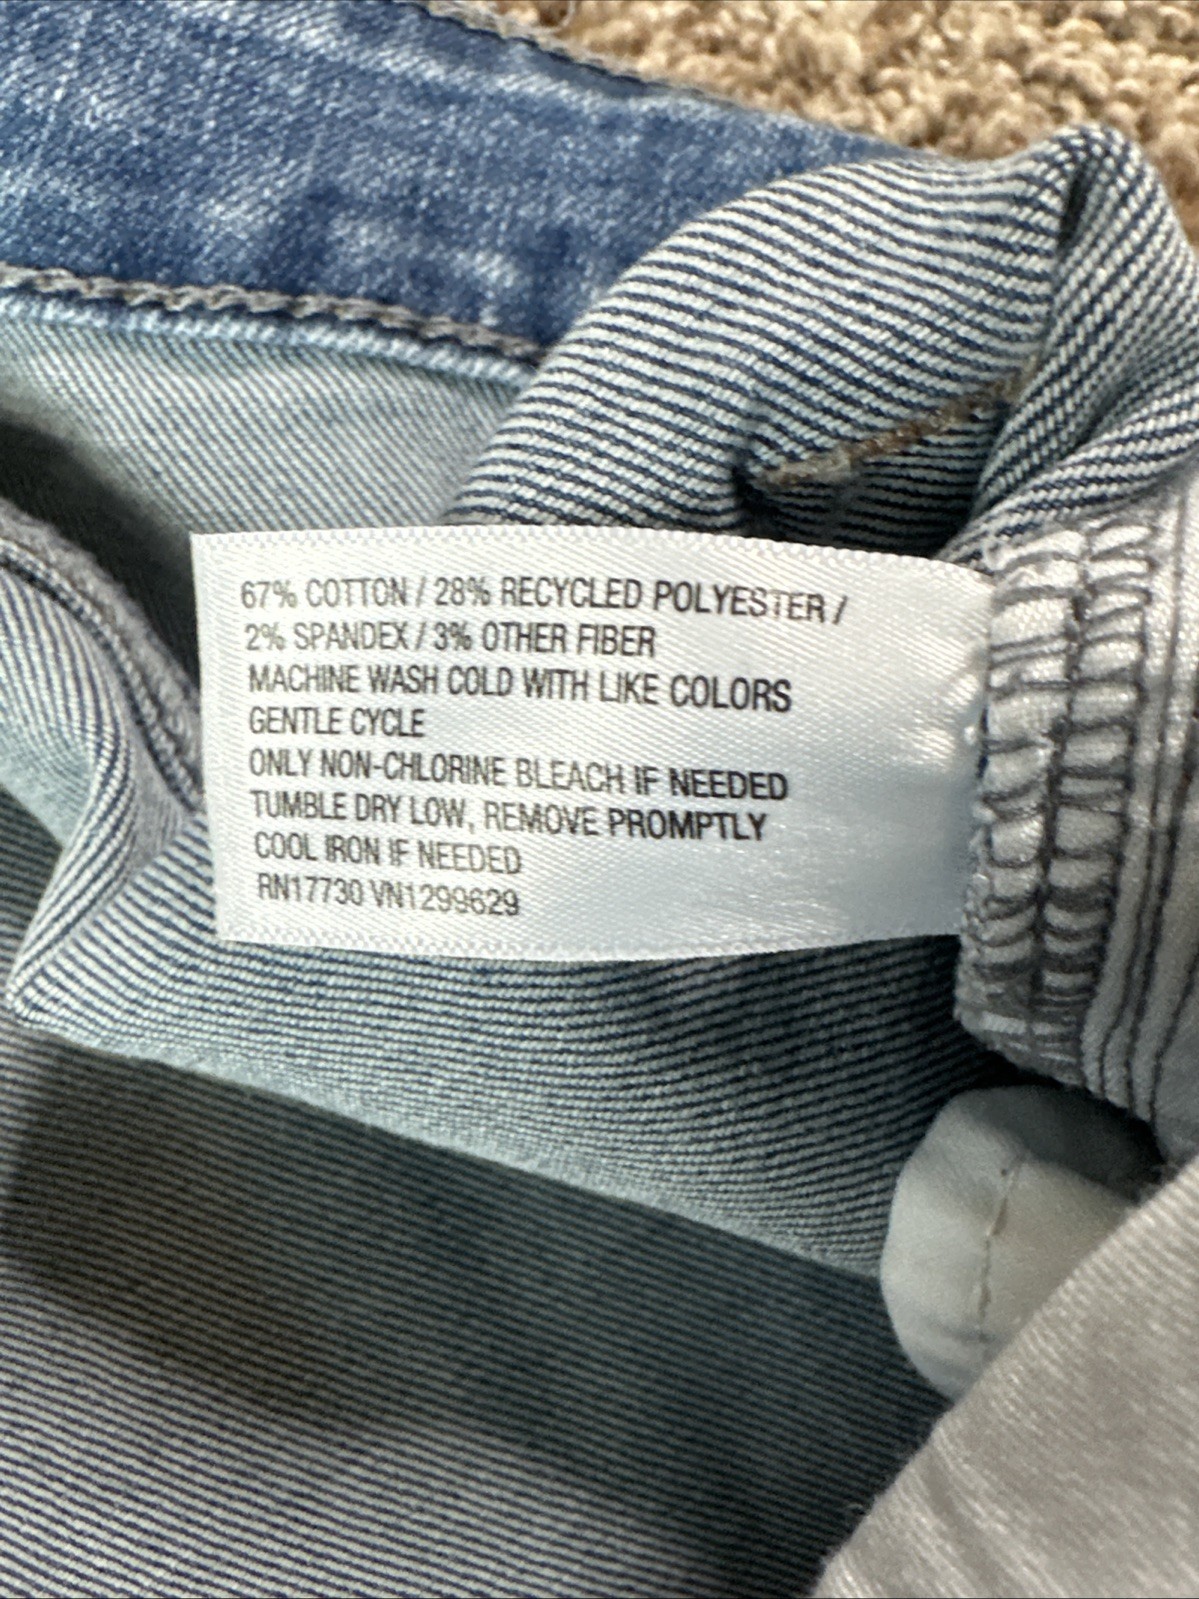 67% COTTON / 28% RECYCLED POLYESTER /
2% SPANDEX / 3% OTHER FIBER
MACHINE WASH COLD WITH LIKE COLORS
GENTLE CYCLE
ONLY NON-CHLORINE BLEACH IF NEEDED
TUMBLE DRY LOW, REMOVE PROMPTLY
COOL IRON IF NEEDED
RN17730 VN1299629